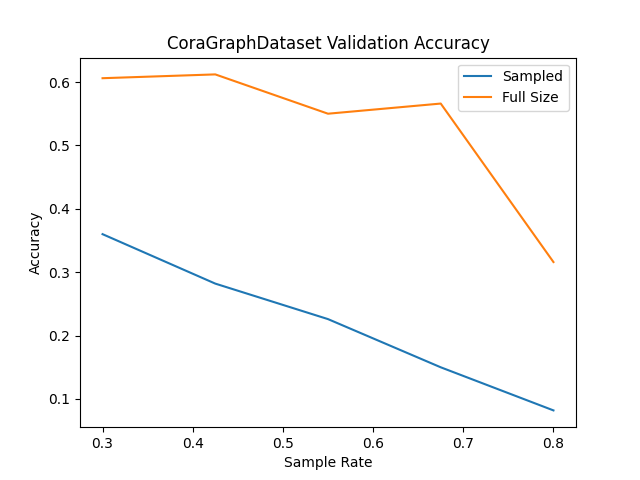 CoraGraphDataset Validation Accuracy
Sampled
Full Size
Accuracy
0.6
0.5
0.4
0.3
0.2
0.1
0.3 0.4 0.5 0.6 0.7 0.8
Sample Rate